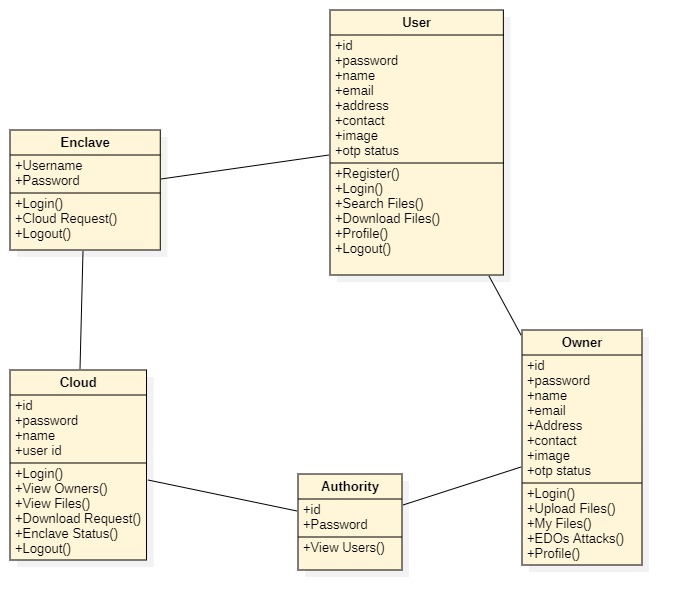 User
+id
+password
+name
+email
+address
+contact
+image
+otp status
+Register()
+Login()
+Search Files()
+Download Files()
+Profile()
+Logout()
Enclave
+Username
+Password
+Login()
+Cloud Request()
+Logout()
Owner
+id
+password
+name
+email
+Address
+contact
+image
+otp status
+Login()
+Upload Files()
+My Files()
+EDOs Attacks()
+Profile()
Cloud
+id
+password
+name
+user id
+Login()
+View Owners()
+View Files()
+Download Request()
+Enclave Status()
+Logout()
Authority
+id
+Password
+View Users()